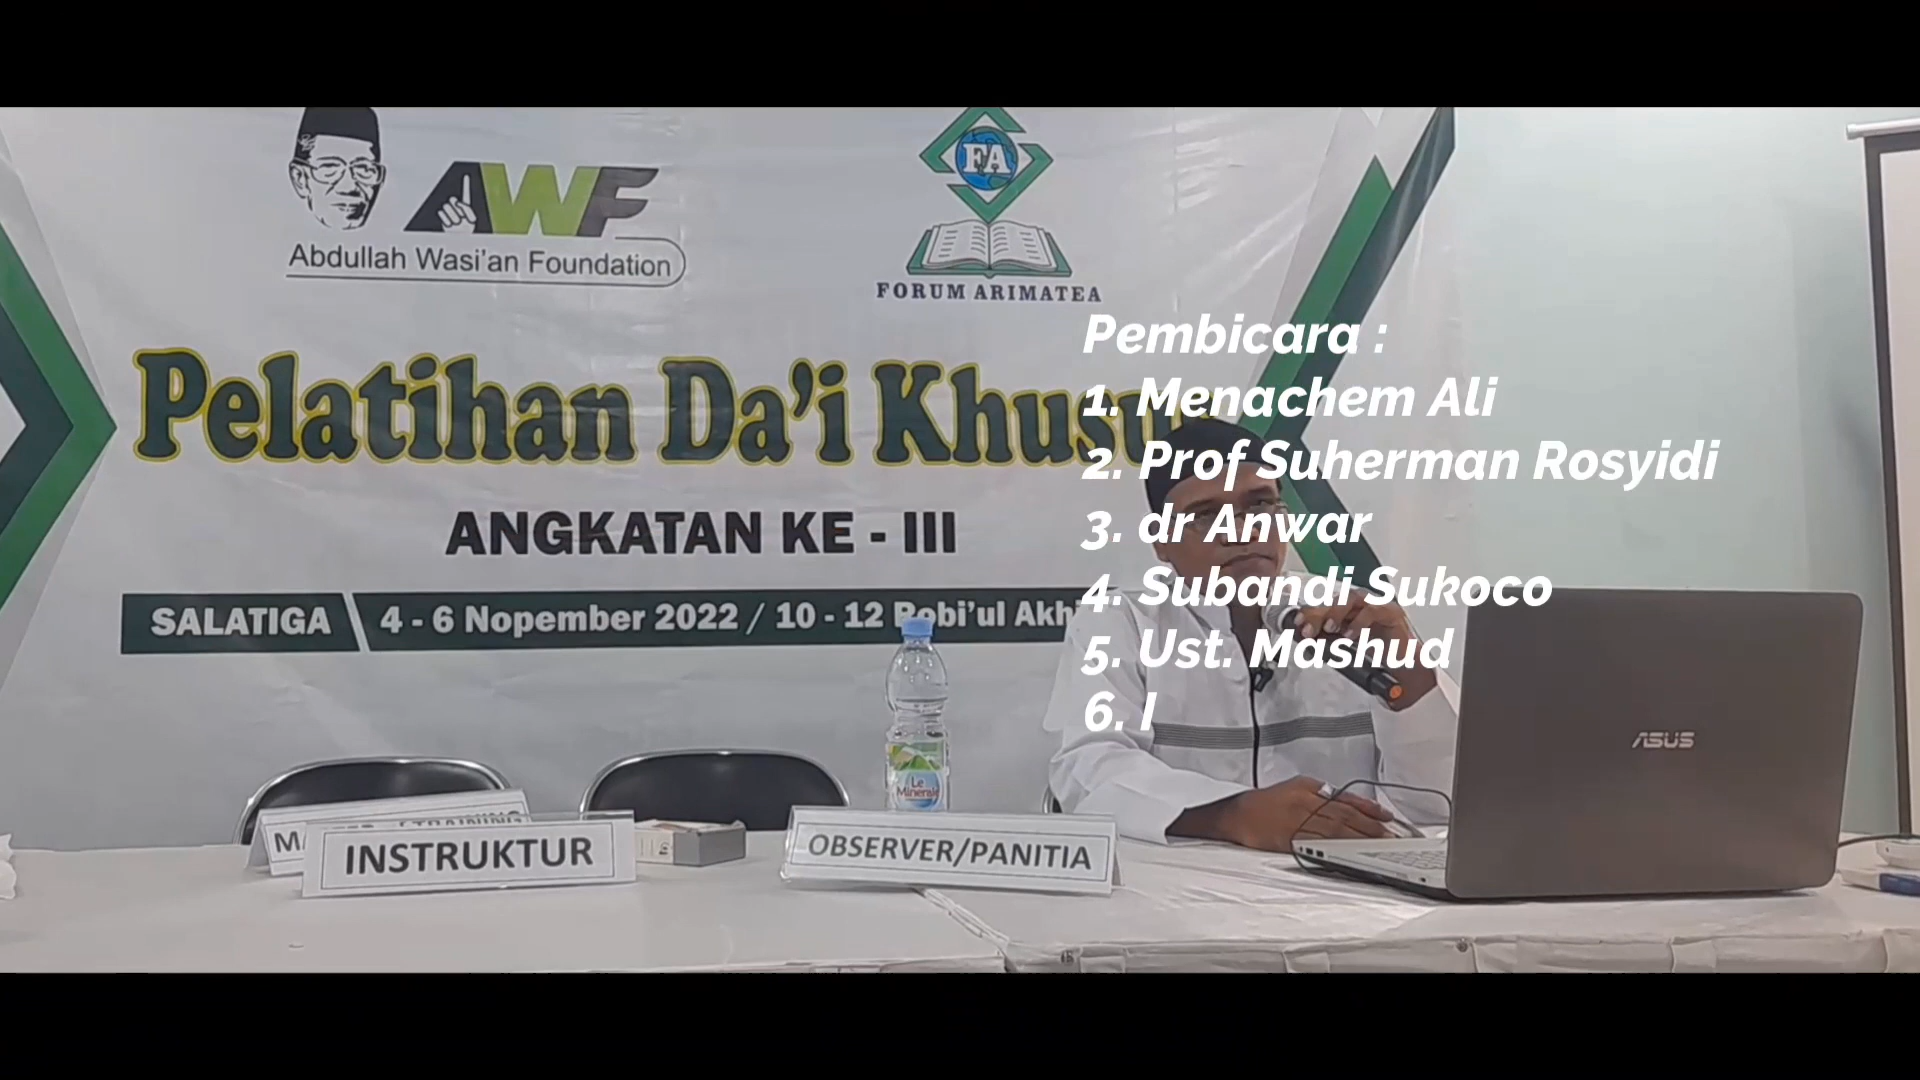 AWF
Abdullah Wasi'an Foundation
FA
FORUM ARIMATEA
Pelatihan Da'i Khusus
ANGKATAN KE - III
SALATIGA
4 - 6 Nopember 2022 / 10 - 12 Robi'ul Akhi
Pembicara :
1. Menachem Ali
2. Prof Suherman Rosyidi
3. dr Anwar
4. Subandi Sukoco
5. Ust. Mashud
6. I
Le
Minerale
ASUS
INSTRUKTUR
OBSERVER/PANITIA